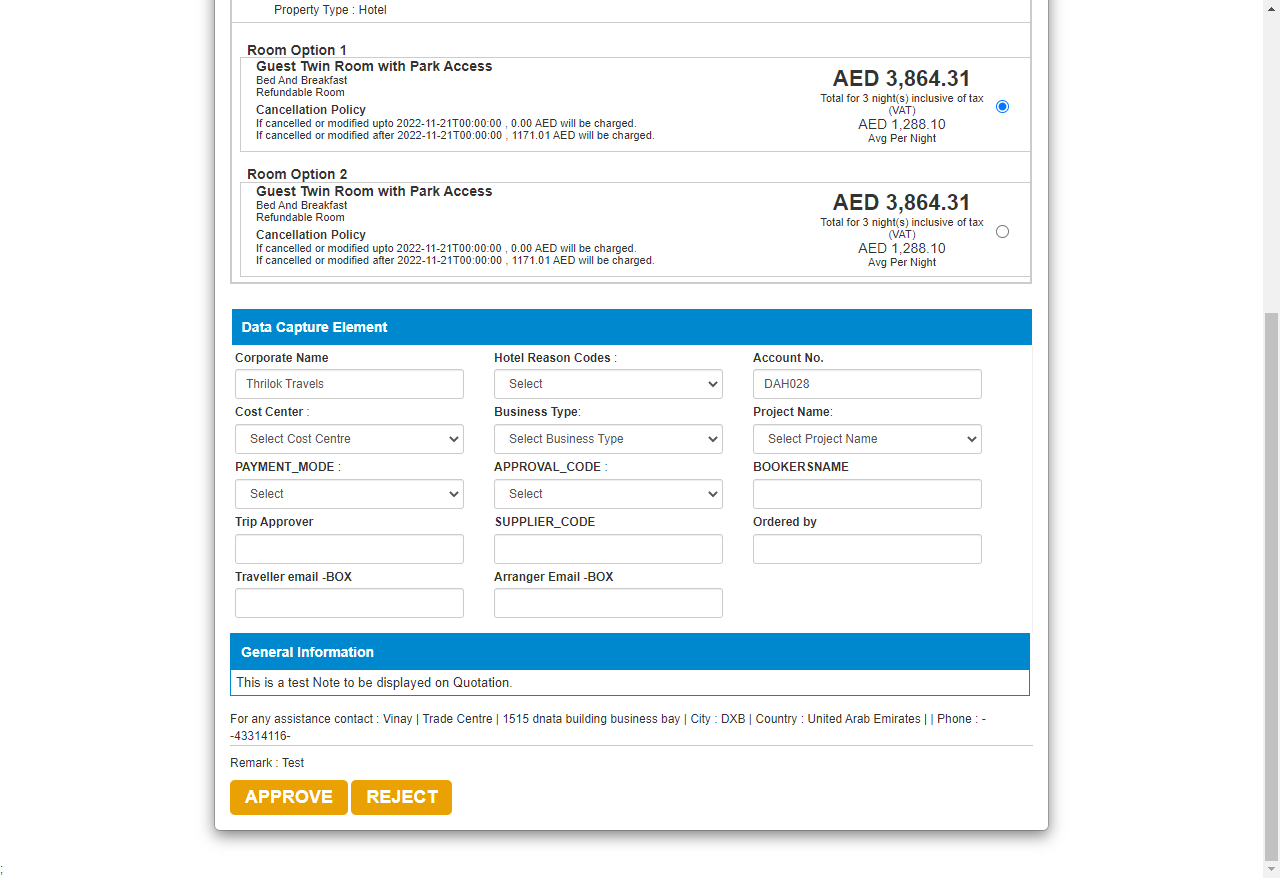 Property Type : Hotel
Room Option 1
Guest Twin Room with Park Access
Bed And Breakfast
Refundable Room
Cancellation Policy
If cancelled or modified upto 2022-11-21T00:00:00 , 0.00 AED will be charged.
If cancelled or modified after 2022-11-21T00:00:00 , 1171.01 AED will be charged.
AED 3,864.31
Total for 3 night(s) inclusive of tax
(VAT)
AED 1,288.10
Avg Per Night
Room Option 2
Guest Twin Room with Park Access
Bed And Breakfast
Refundable Room
Cancellation Policy
If cancelled or modified upto 2022-11-21T00:00:00 , 0.00 AED will be charged.
If cancelled or modified after 2022-11-21T00:00:00 , 1171.01 AED will be charged.
AED 3,864.31
Total for 3 night(s) inclusive of tax
(VAT)
AED 1,288.10
Avg Per Night
Data Capture Element
Corporate Name
Thrilok Travels
Hotel Reason Codes :
Select
Account No.
DAH028
Cost Center :
Select Cost Centre
Business Type:
Select Business Type
Project Name:
Select Project Name
PAYMENT_MODE :
Select
APPROVAL_CODE :
Select
BOOKERSNAME
Trip Approver
SUPPLIER_CODE
Ordered by
Traveller email -BOX
Arranger Email -BOX
General Information
This is a test Note to be displayed on Quotation.
For any assistance contact : Vinay | Trade Centre | 1515 dnata building business bay | City : DXB | Country : United Arab Emirates | | Phone : -
-43314116-
Remark : Test
APPROVE
REJECT
;